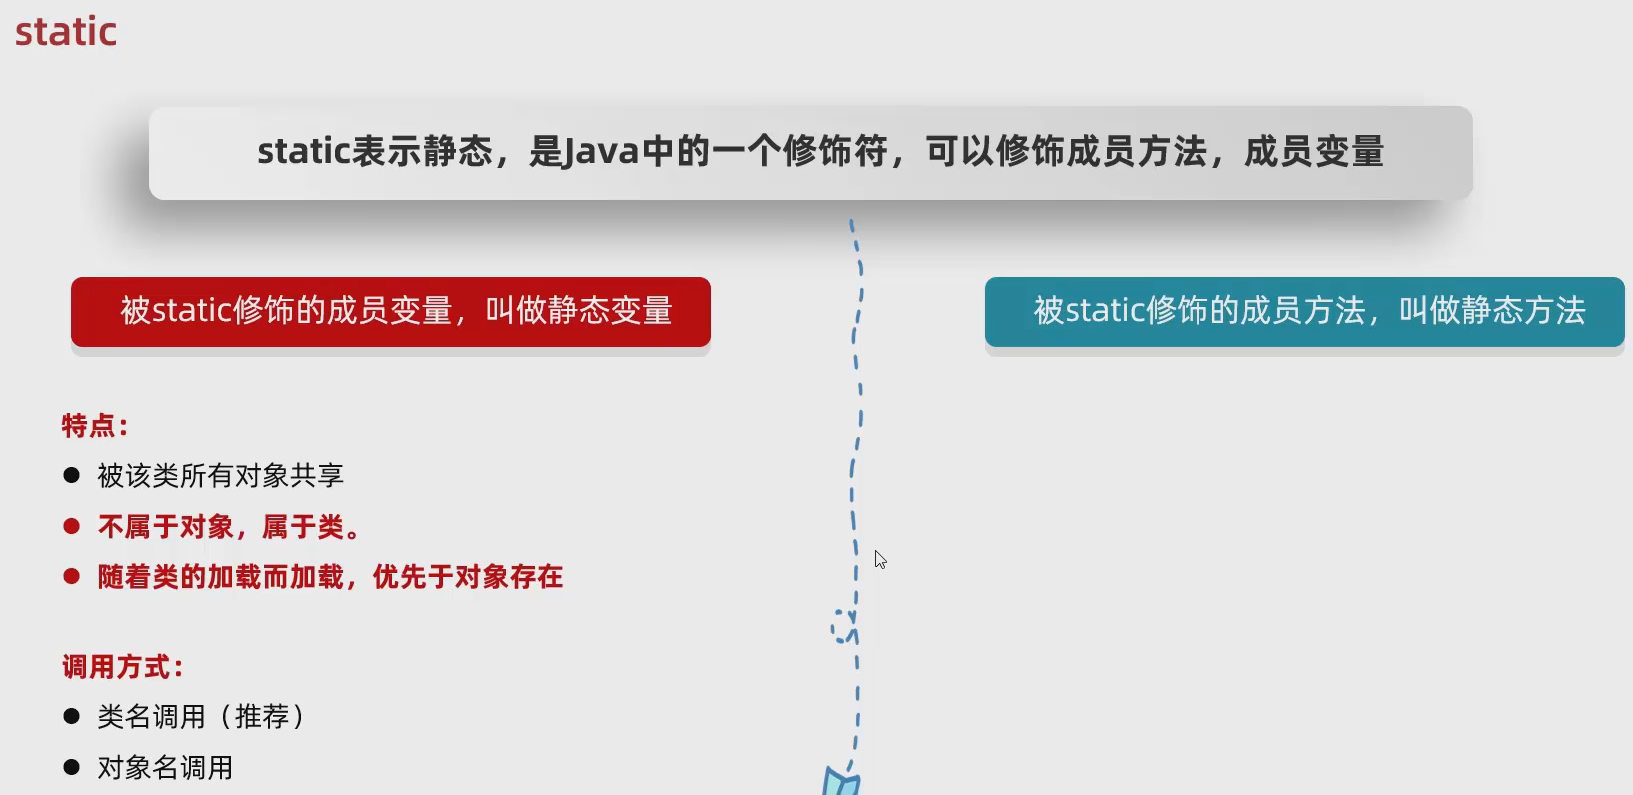 static
static表示静态，是Java中的一个修饰符，可以修饰成员方法，成员变量
被static修饰的成员变量，叫做静态变量
被static修饰的成员方法，叫做静态方法
特点：
● 被该类所有对象共享
● 不属于对象，属于类。
● 随着类的加载而加载，优先于对象存在
调用方式：
● 类名调用（推荐）
● 对象名调用